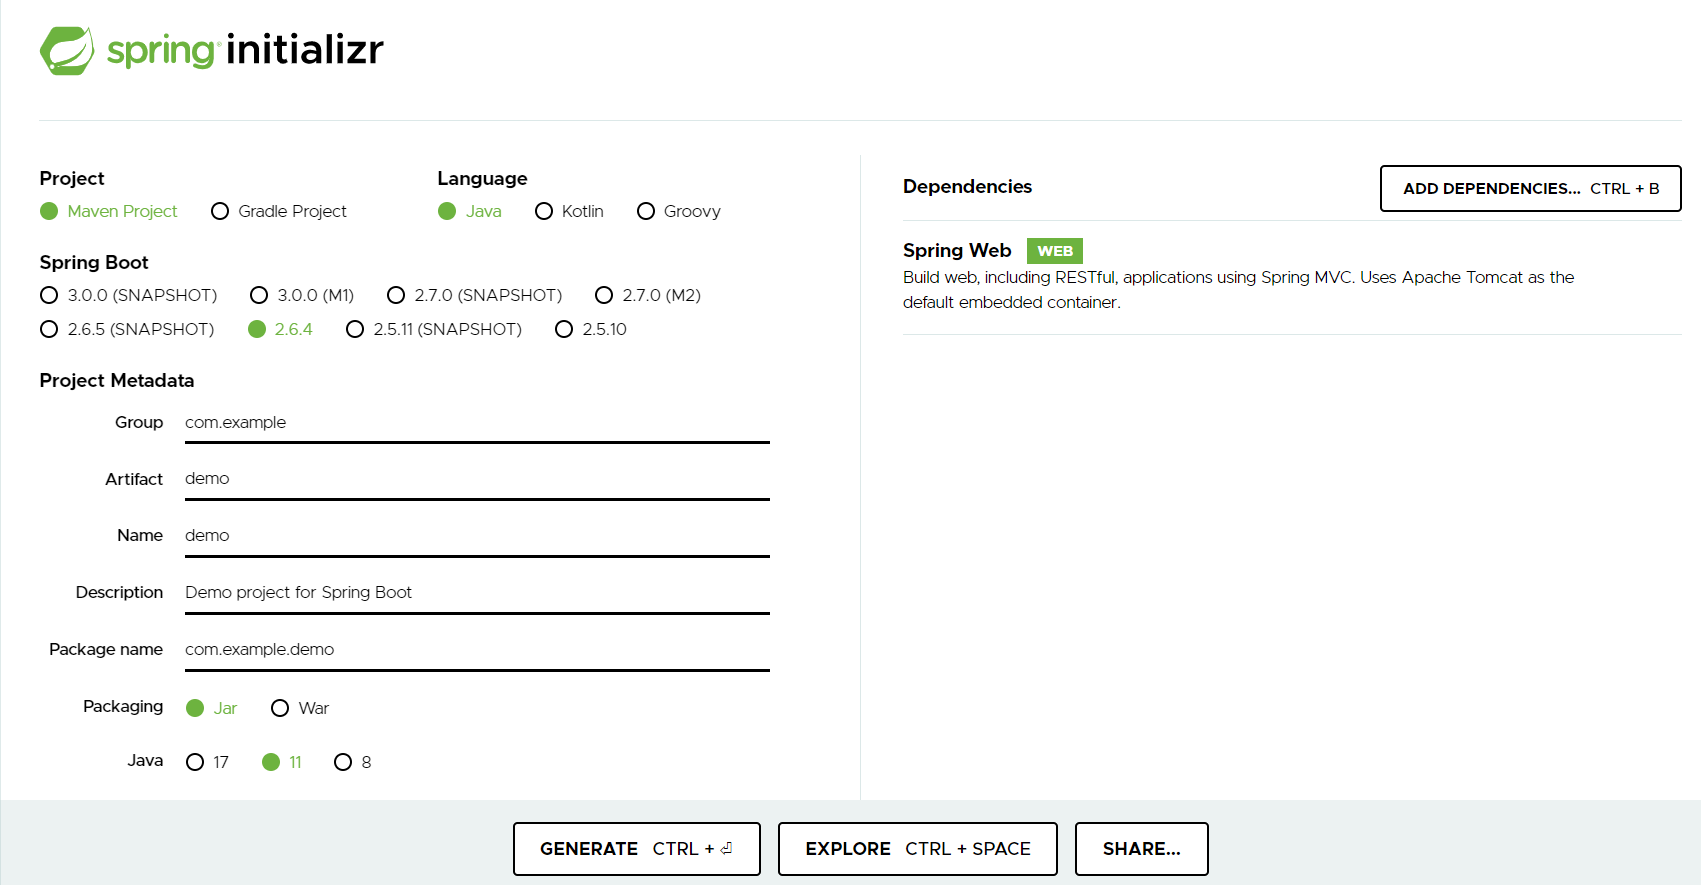 spring initializr
Project
Maven Project Gradle Project
Language
Java Kotlin Groovy
Spring Boot
3.0.0 (SNAPSHOT) 3.0.0 (M1) 2.7.0 (SNAPSHOT) 2.7.0 (M2)
2.6.5 (SNAPSHOT) 2.6.4 2.5.11 (SNAPSHOT) 2.5.10
Project Metadata
Group com.example
Artifact demo
Name demo
Description Demo project for Spring Boot
Package name com.example.demo
Packaging Jar War
Java 17 11 8
Dependencies
ADD DEPENDENCIES... CTRL + B
Spring Web WEB
Build web, including RESTful, applications using Spring MVC. Uses Apache Tomcat as the
default embedded container.
GENERATE CTRL + ⏎
EXPLORE CTRL + SPACE
SHARE...